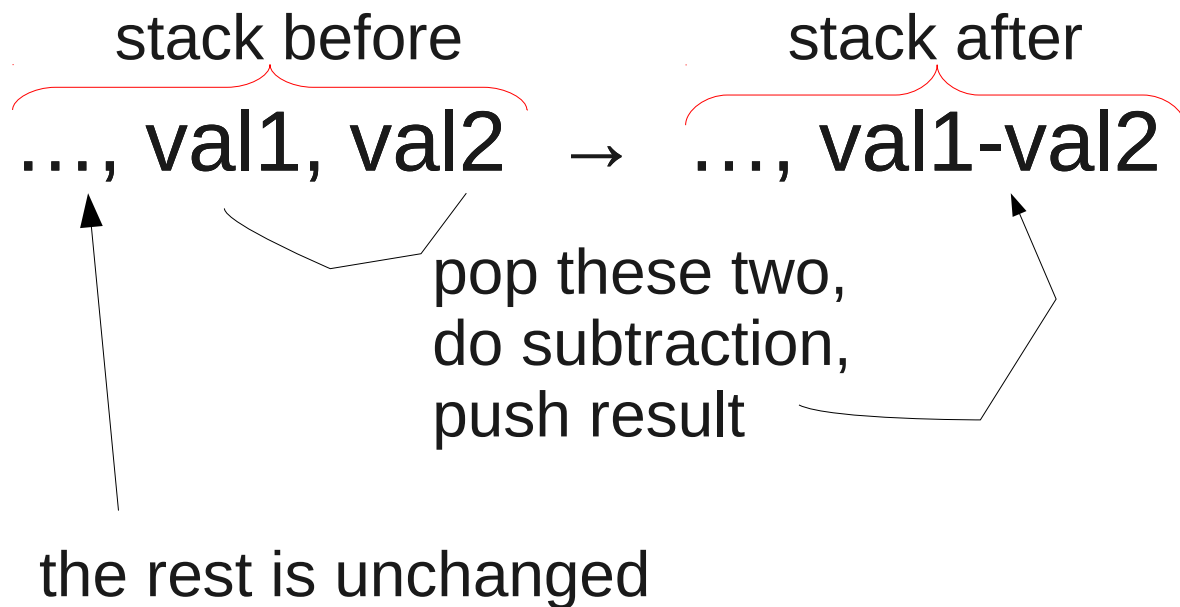 stack before
stack after
…, val1, val2 → …, val1-val2
pop these two,
do subtraction,
push result
the rest is unchanged